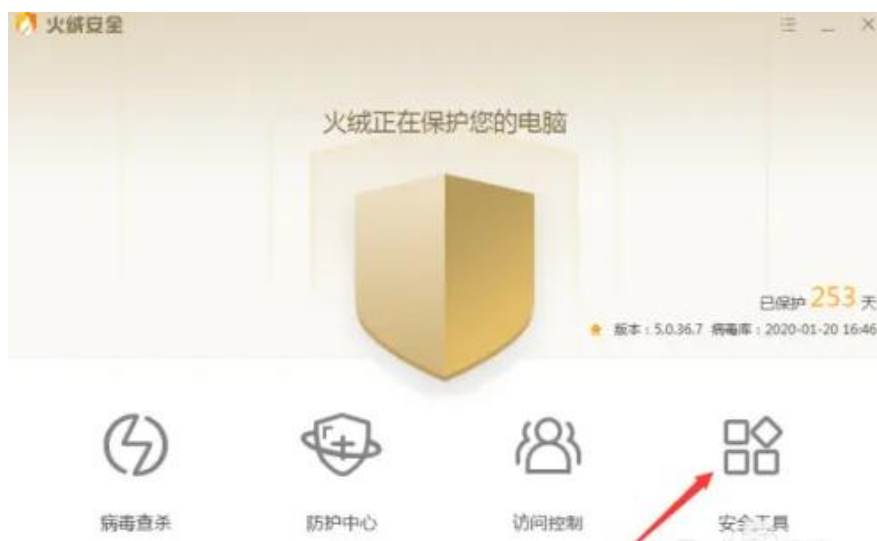 火绒安全
火绒正在保护您的电脑
已保护 253 天
版本：5.0.36.7 病毒库：2020-01-20 16:46
病毒查杀 防护中心 访问控制 安全工具